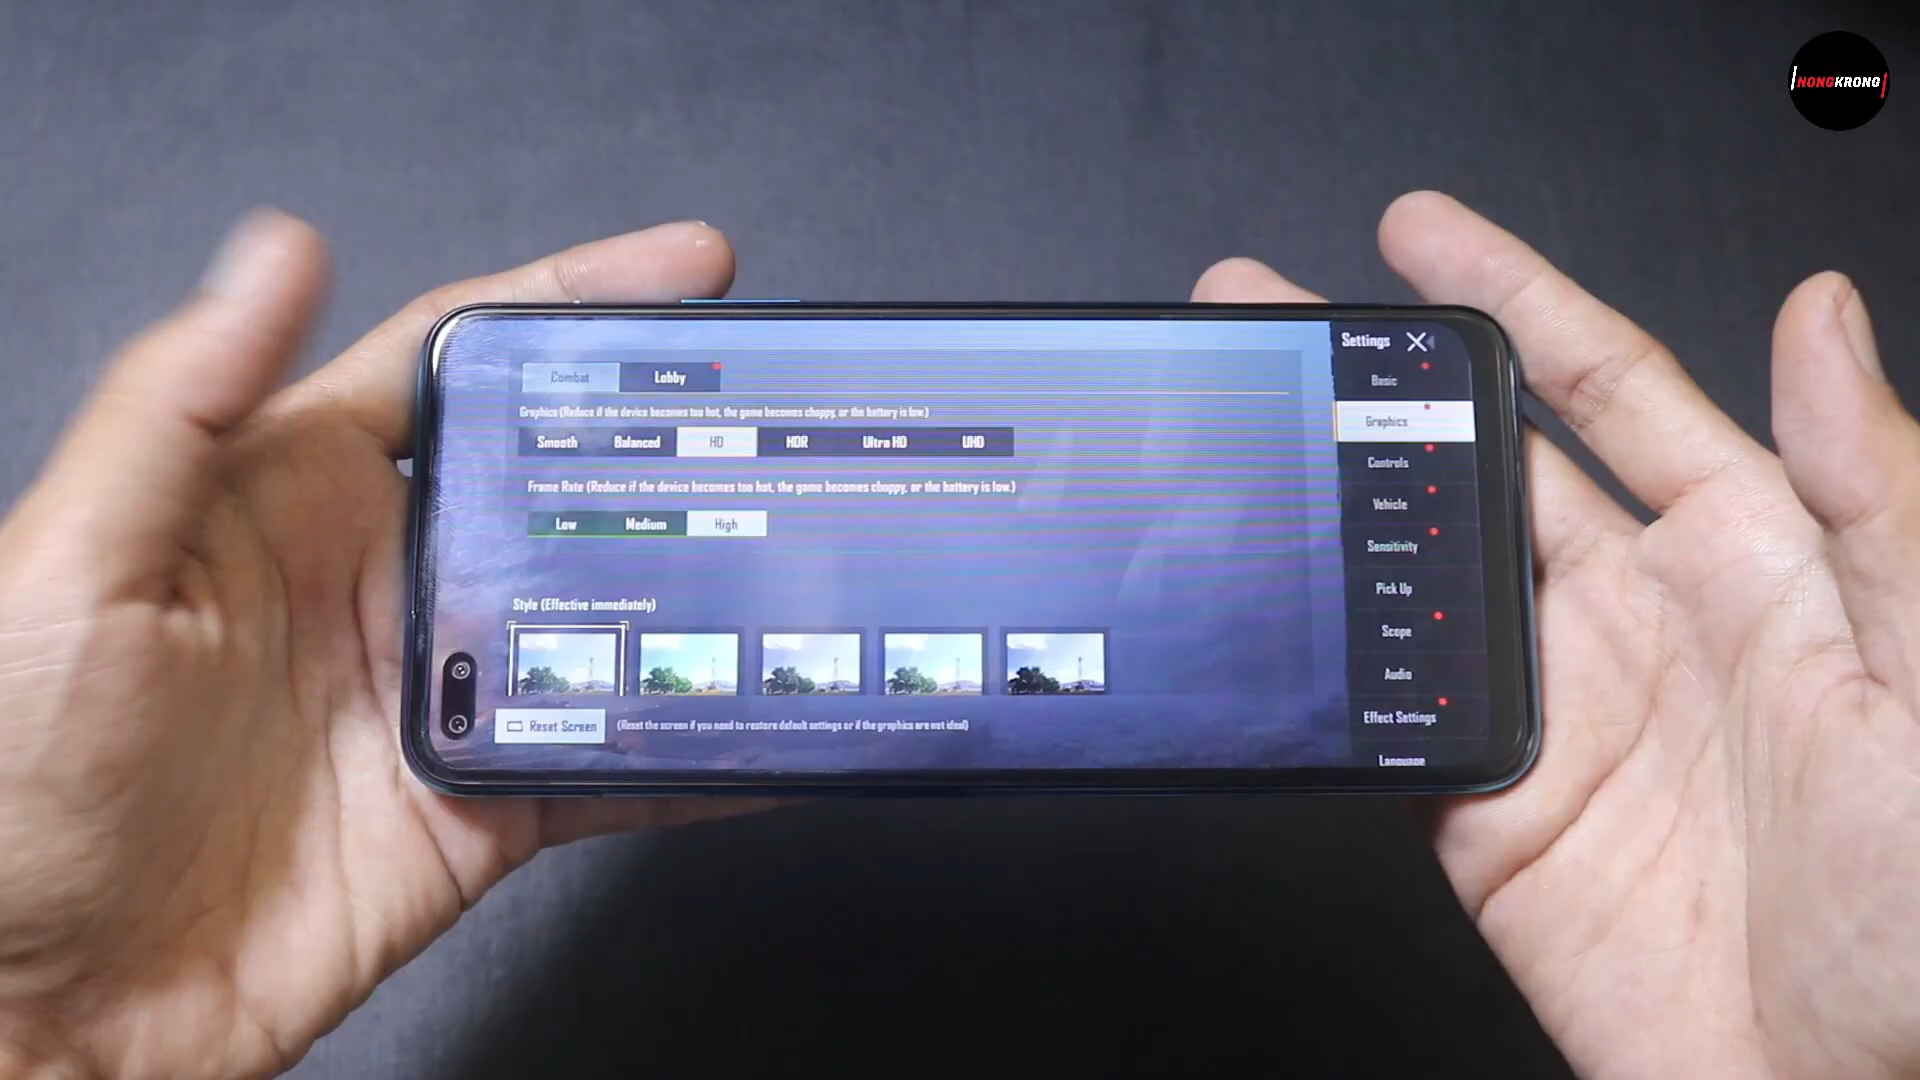 NONGKRONG
Settings
Combat Lobby
Basic
Graphics (Reduce if the device becomes too hot, the game becomes choppy, or the battery is low.)
Graphics
Smooth Balanced HD HDR Ultra HD UHD
Controls
Frame Rate (Reduce if the device becomes too hot, the game becomes choppy, or the battery is low.)
Vehicle
Low Medium High
Sensitivity
Pick Up
Style (Effective immediately)
Scope
Audio
Effect Settings
Reset Screen (Reset the screen if you need to restore default settings or if the graphics are not ideal)
Language